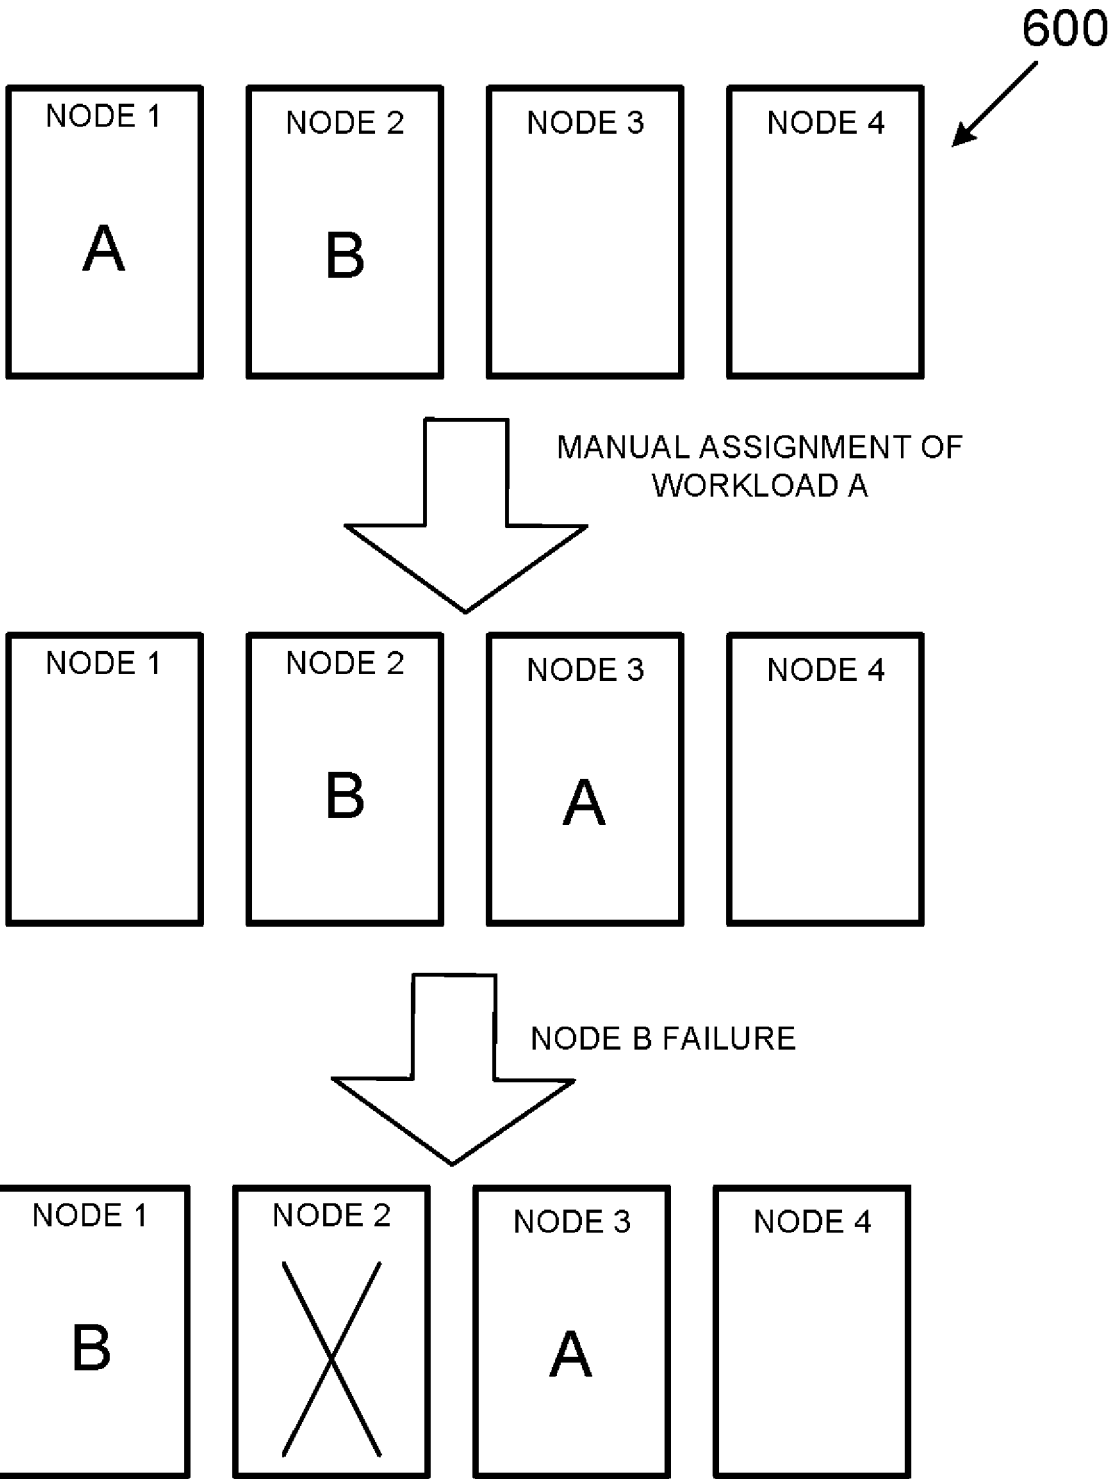 600
NODE 1
NODE 2
NODE 3
NODE 4
A
B
MANUAL ASSIGNMENT OF
WORKLOAD A
NODE 1
NODE 2
NODE 3
NODE 4
B
A
NODE B FAILURE
NODE 1
NODE 2
NODE 3
NODE 4
B
A